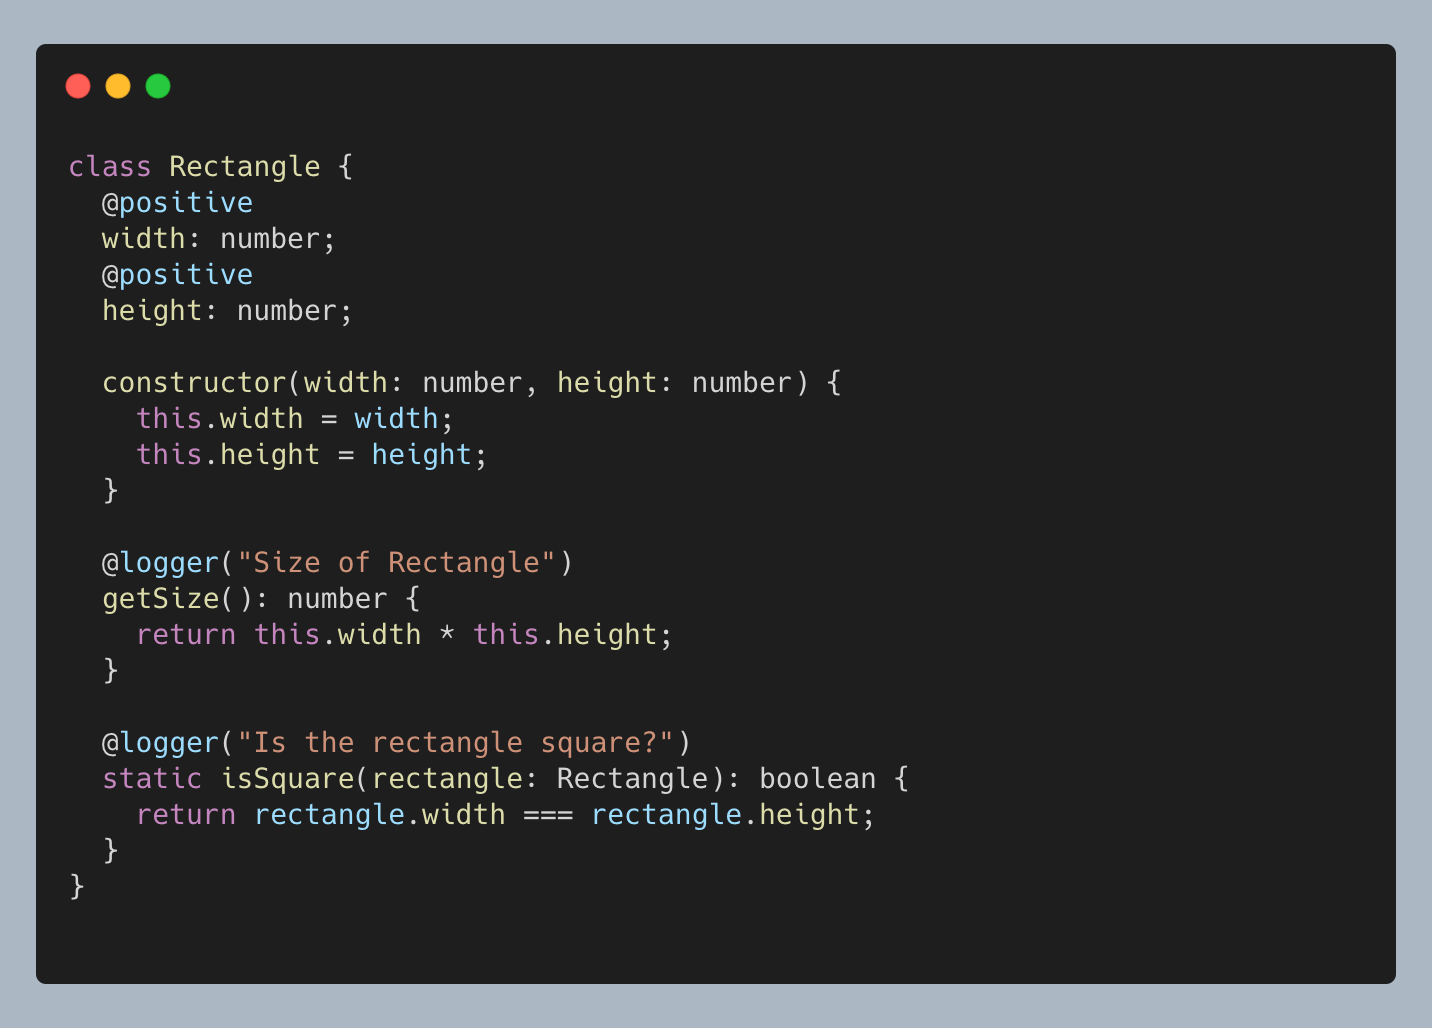 class Rectangle {
  @positive
  width: number;
  @positive
  height: number;

  constructor(width: number, height: number) {
    this.width = width;
    this.height = height;
  }

  @logger("Size of Rectangle")
  getSize(): number {
    return this.width * this.height;
  }

  @logger("Is the rectangle square?")
  static isSquare(rectangle: Rectangle): boolean {
    return rectangle.width === rectangle.height;
  }
}